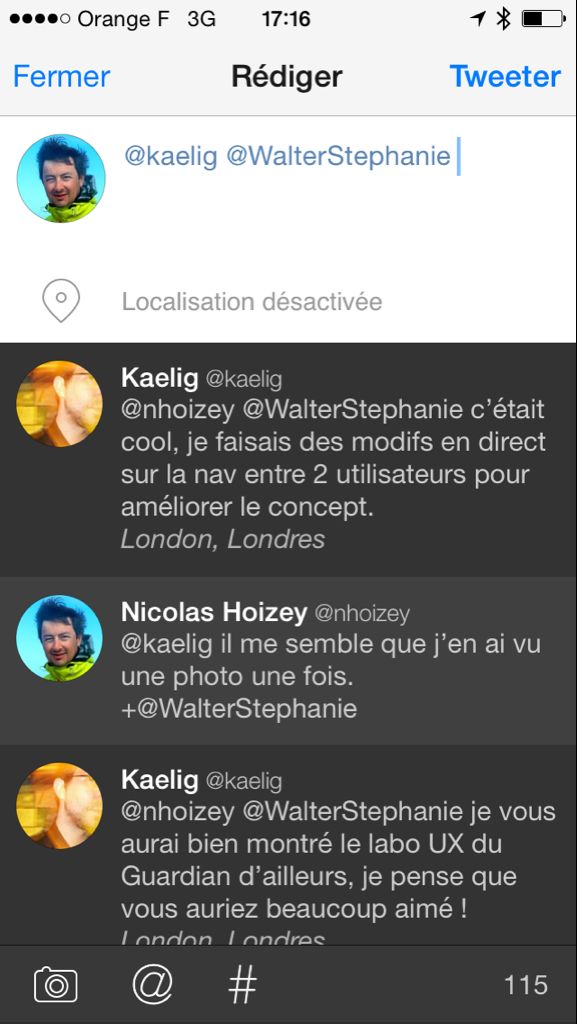 Orange F 3G 17:16
Fermer Rédiger Tweeter
@kaelig @WalterStephanie
Localisation désactivée
Kaelig @kaelig
@nhoizey @WalterStephanie c’était
cool, je faisais des modifs en direct
sur la nav entre 2 utilisateurs pour
améliorer le concept.
London, Londres
Nicolas Hoizey @nhoizey
@kaelig il me semble que j’en ai vu
une photo une fois.
+@WalterStephanie
Kaelig @kaelig
@nhoizey @WalterStephanie je vous
aurai bien montré le labo UX du
Guardian d’ailleurs, je pense que
vous auriez beaucoup aimé !
London, Londres
@ # 115